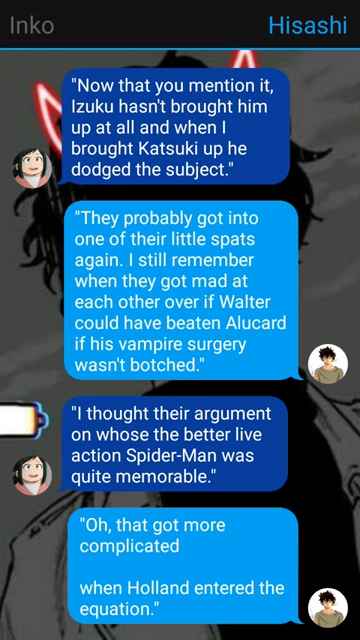 Inko
Hisashi
"Now that you mention it,
Izuku hasn't brought him
up at all and when I
brought Katsuki up he
dodged the subject."
"They probably got into
one of their little spats
again. I still remember
when they got mad at
each other over if Walter
could have beaten Alucard
if his vampire surgery
wasn't botched."
"I thought their argument
on whose the better live
action Spider-Man was
quite memorable."
"Oh, that got more
complicated
when Holland entered the
equation."